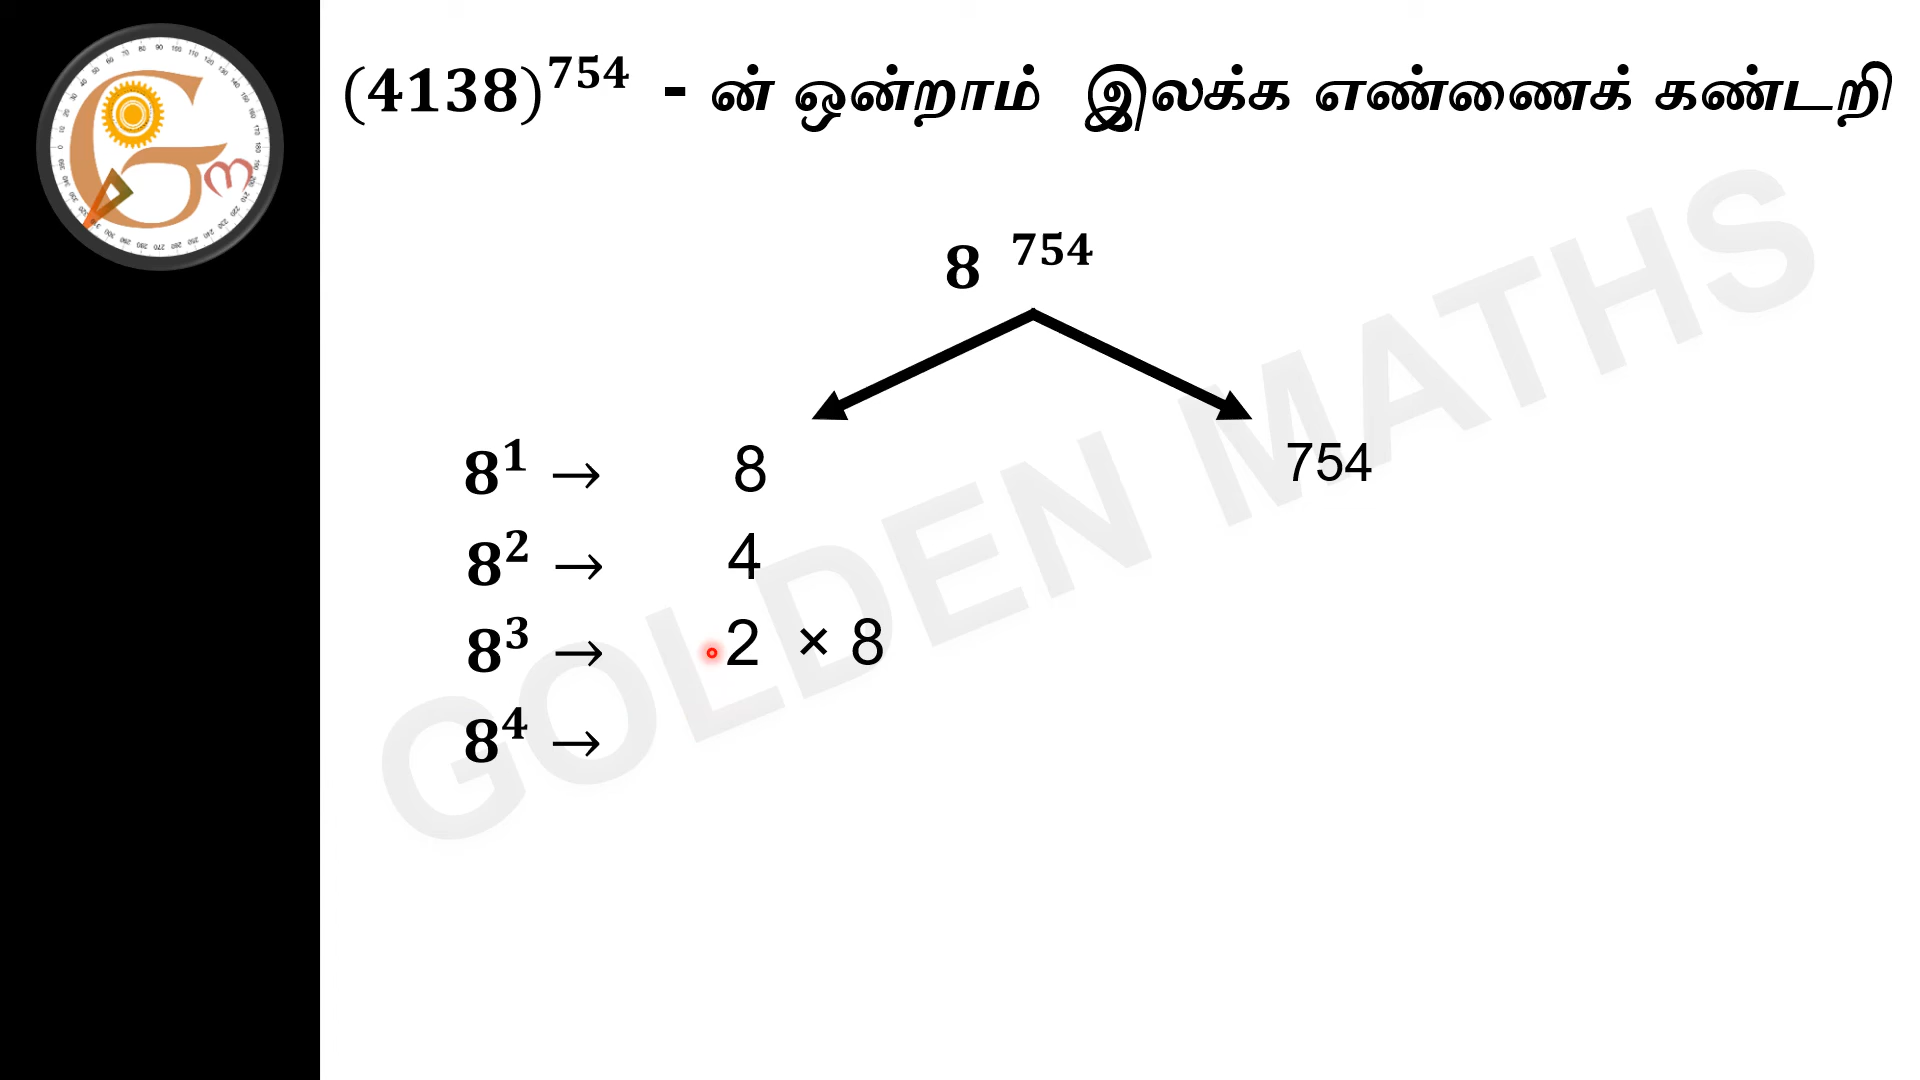 (4138)^754 - ன் ஒன்றாம் இலக்க எண்ணைக் கண்டறி
8 ^754
8^1 → 8 754
8^2 → 4
8^3 → 2 × 8
8^4 →
GOLDEN MATHS